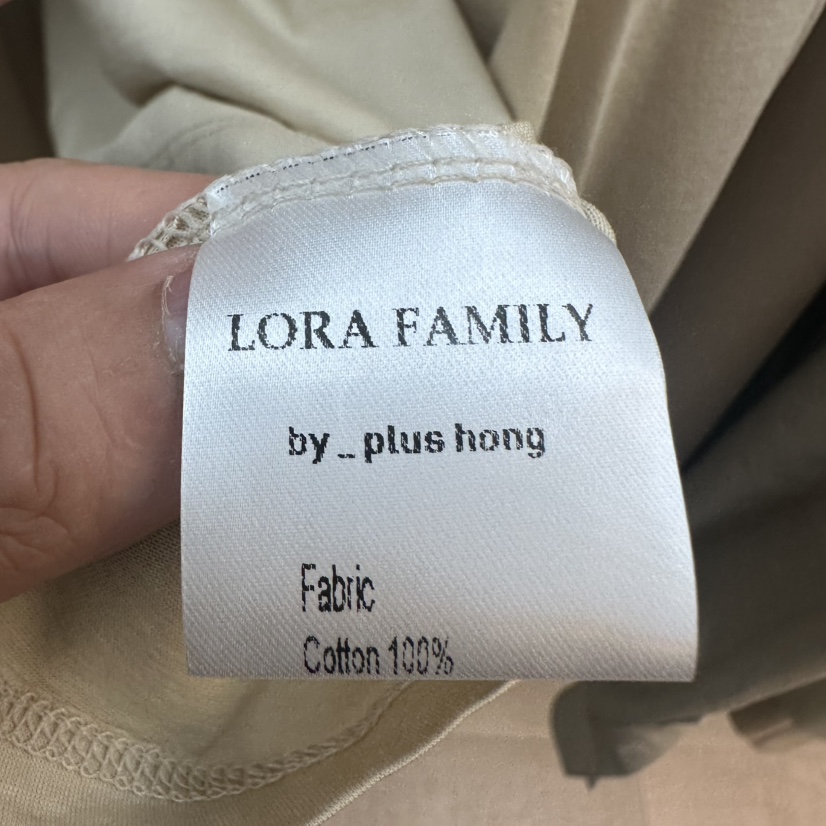 LORA FAMILY
by _ plus hong
Fabric
Cotton 100%